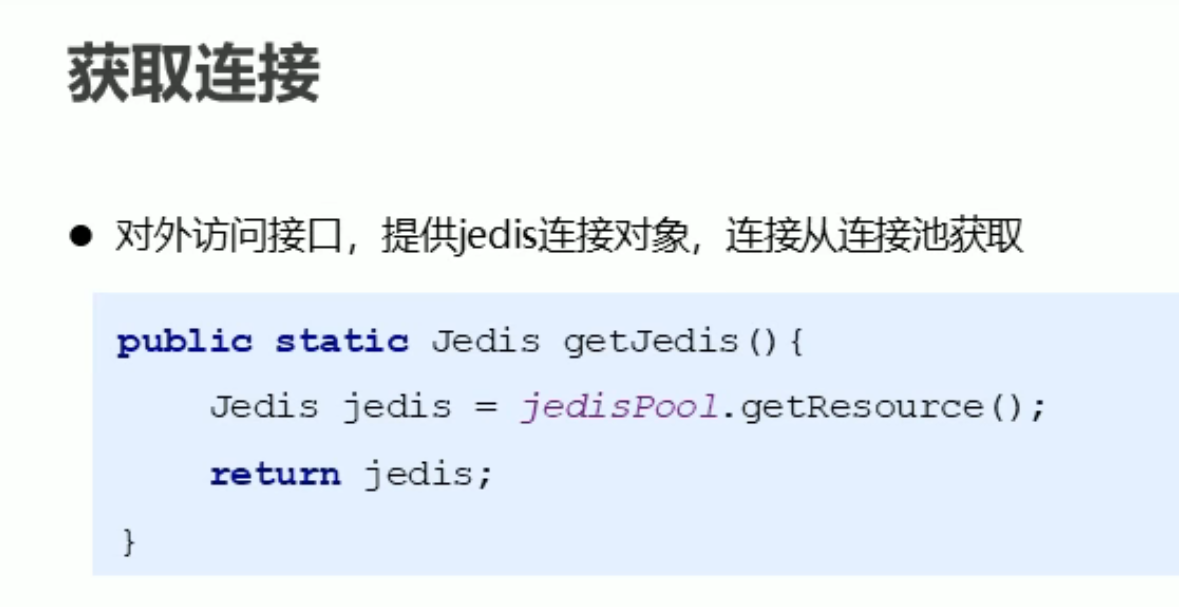 获取连接
● 对外访问接口，提供jedis连接对象，连接从连接池获取
public static Jedis getJedis(){
    Jedis jedis = jedisPool.getResource();
    return jedis;
}